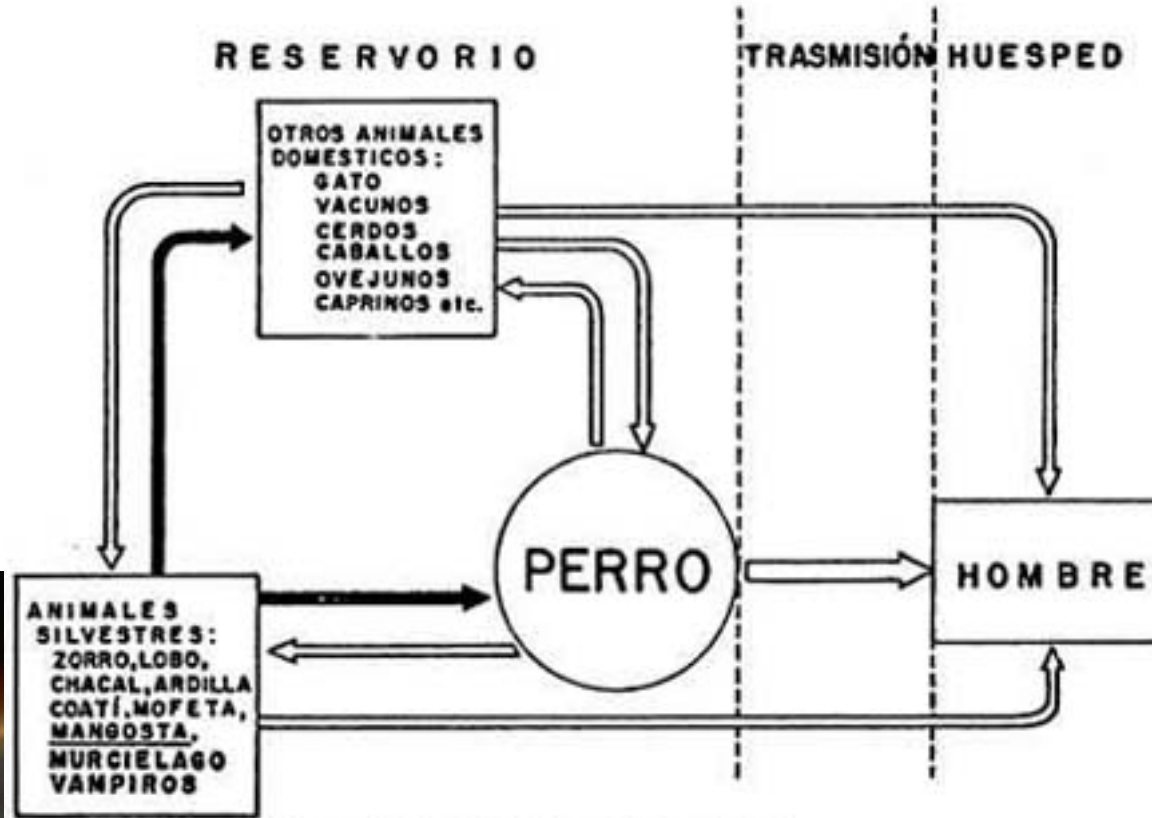 RESERVORIO
TRASMISIÓN
HUESPED
OTROS ANIMALES
DOMESTICOS:
GATO
VACUNOS
CERDOS
CABALLOS
OVEJUNOS
CAPRINOS etc.
PERRO
HOMBRE
ANIMALES
SILVESTRES:
ZORRO, LOBO,
CHACAL, ARDILLA
COATÍ, MOFETA,
MANGOSTA,
MURCIELAGO
VAMPIROS